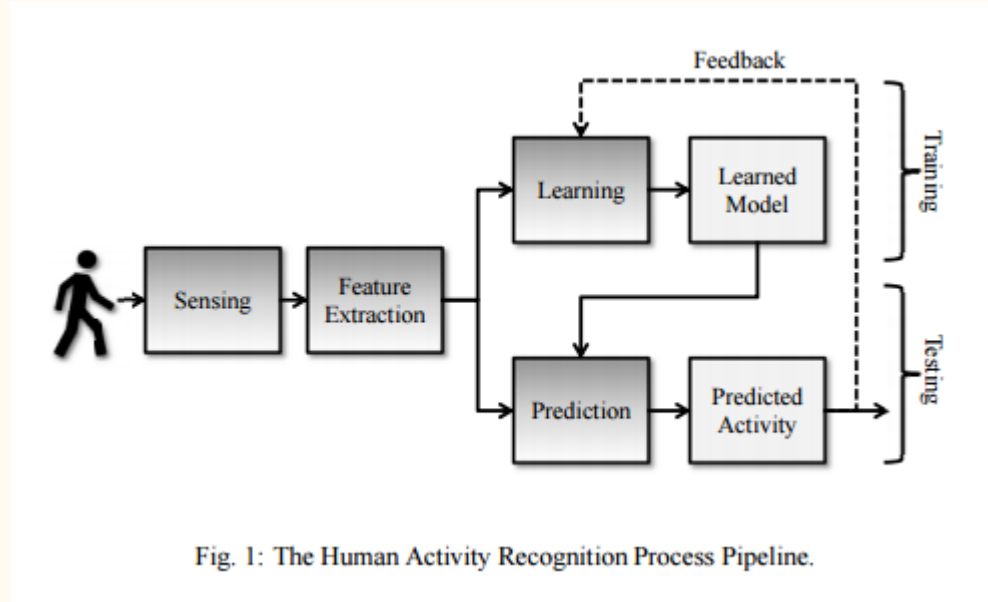 Feedback
Training
Learning
Learned
Model
Sensing
Feature
Extraction
Testing
Prediction
Predicted
Activity
Fig. 1: The Human Activity Recognition Process Pipeline.